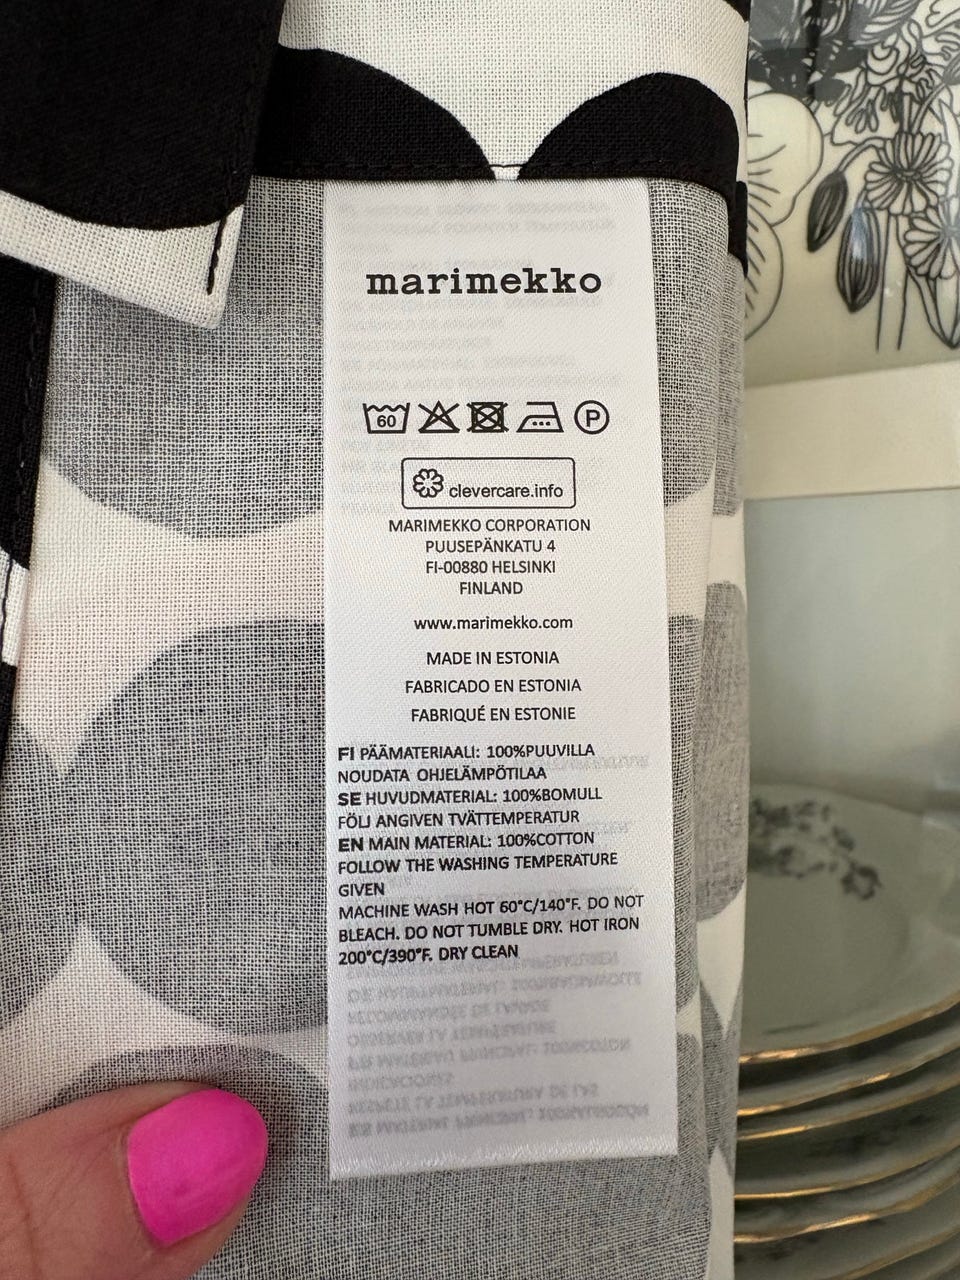 marimekko
60 P
clevercare.info
MARIMEKKO CORPORATION
PUUSEPÄNKATU 4
FI-00880 HELSINKI
FINLAND
www.marimekko.com
MADE IN ESTONIA
FABRICADO EN ESTONIA
FABRIQUÉ EN ESTONIE
FI PÄÄMATERIAALI: 100%PUUVILLA
NOUDATA OHJELÄMPÖTILAA
SE HUVUDMATERIAL: 100%BOMULL
FÖLJ ANGIVEN TVÄTTEMPERATUR
EN MAIN MATERIAL: 100%COTTON
FOLLOW THE WASHING TEMPERATURE
GIVEN
MACHINE WASH HOT 60°C/140°F. DO NOT
BLEACH. DO NOT TUMBLE DRY. HOT IRON
200°C/390°F. DRY CLEAN